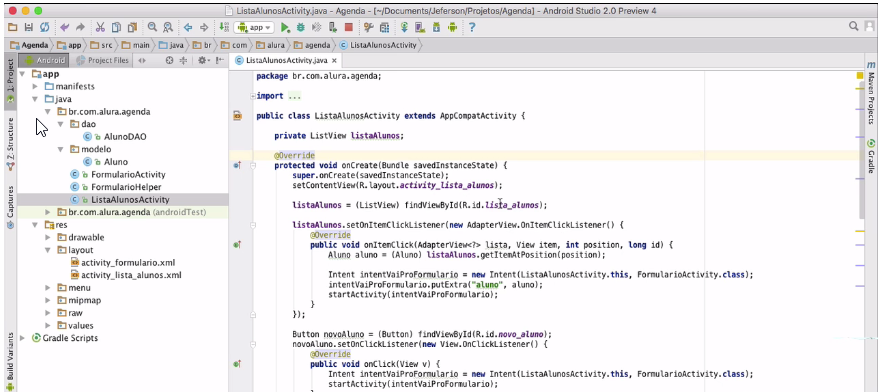 ListaAlunosActivity.java - Agenda - [~/Documents/Jeferson/Projetos/Agenda] - Android Studio 2.0 Preview 4
app
Agenda app src main java br com alura agenda ListaAlunosActivity
Android Project Files
ListaAlunosActivity.java ×
1: Project
Z: Structure
Captures
Build Variants
app
manifests
java
br.com.alura.agenda
dao
AlunoDAO
modelo
Aluno
FormularioActivity
FormularioHelper
ListaAlunosActivity
br.com.alura.agenda (androidTest)
res
drawable
layout
activity_formulario.xml
activity_lista_alunos.xml
menu
mipmap
raw
values
Gradle Scripts
package br.com.alura.agenda;
import ...
public class ListaAlunosActivity extends AppCompatActivity {
private ListView listaAlunos;
@Override
protected void onCreate(Bundle savedInstanceState) {
super.onCreate(savedInstanceState);
setContentView(R.layout.activity_lista_alunos);
listaAlunos = (ListView) findViewById(R.id.lista_alunos);
listaAlunos.setOnItemClickListener(new AdapterView.OnItemClickListener() {
@Override
public void onItemClick(AdapterView<?> lista, View item, int position, long id) {
Aluno aluno = (Aluno) listaAlunos.getItemAtPosition(position);
Intent intentVaiProFormulario = new Intent(ListaAlunosActivity.this, FormularioActivity.class);
intentVaiProFormulario.putExtra("aluno", aluno);
startActivity(intentVaiProFormulario);
}
});
Button novoAluno = (Button) findViewById(R.id.novo_aluno);
novoAluno.setOnClickListener(new View.OnClickListener() {
@Override
public void onClick(View v) {
Intent intentVaiProFormulario = new Intent(ListaAlunosActivity.this, FormularioActivity.class);
startActivity(intentVaiProFormulario);
Maven Projects
Gradle